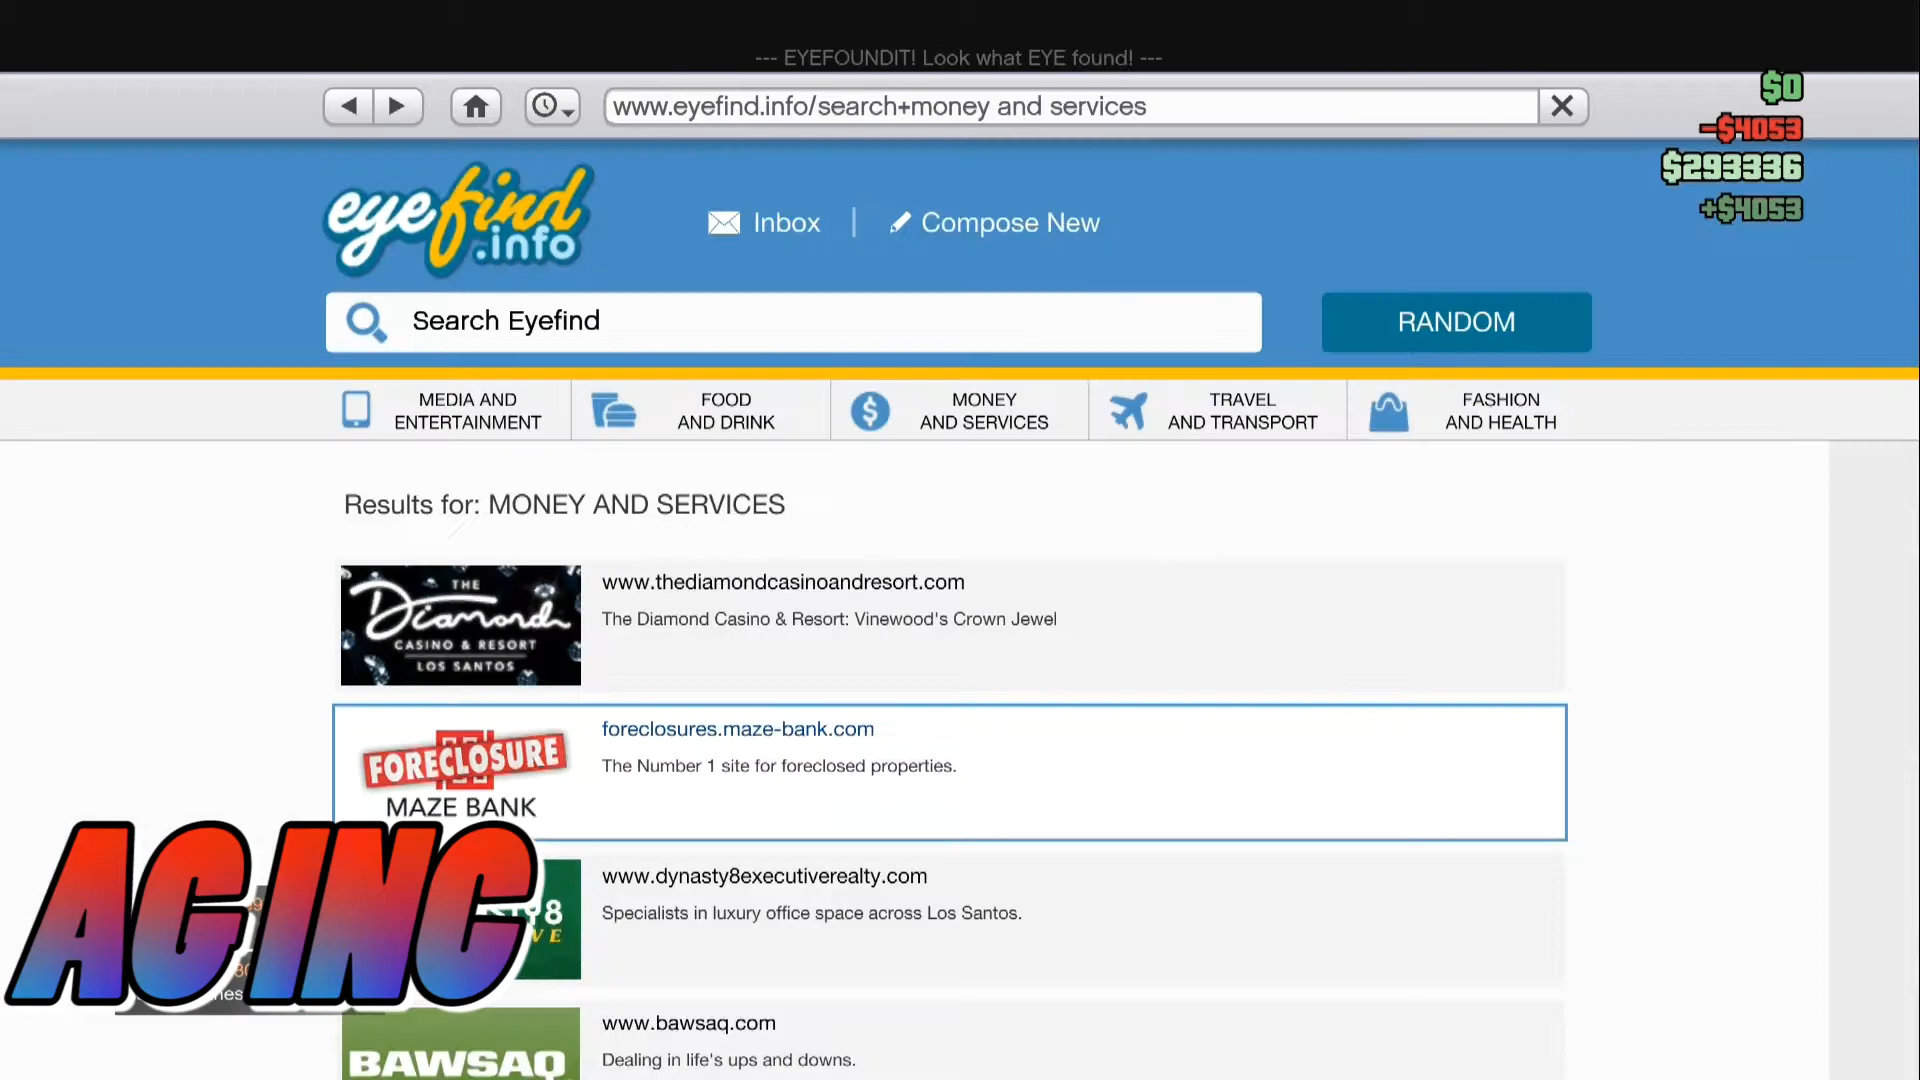 --- EYEFOUNDIT! Look what EYE found! ---
www.eyefind.info/search+money and services
$0
-$4053
$293336
+$4053
eyefind
.info
Inbox
Compose New
Search Eyefind
RANDOM
MEDIA AND
ENTERTAINMENT
FOOD
AND DRINK
MONEY
AND SERVICES
TRAVEL
AND TRANSPORT
FASHION
AND HEALTH
Results for: MONEY AND SERVICES
THE
Diamond
CASINO & RESORT
LOS SANTOS
www.thediamondcasinoandresort.com
The Diamond Casino & Resort: Vinewood's Crown Jewel
FORECLOSURE
MAZE BANK
foreclosures.maze-bank.com
The Number 1 site for foreclosed properties.
AG INC
www.dynasty8executiverealty.com
Specialists in luxury office space across Los Santos.
BAWSAQ
www.bawsaq.com
Dealing in life's ups and downs.